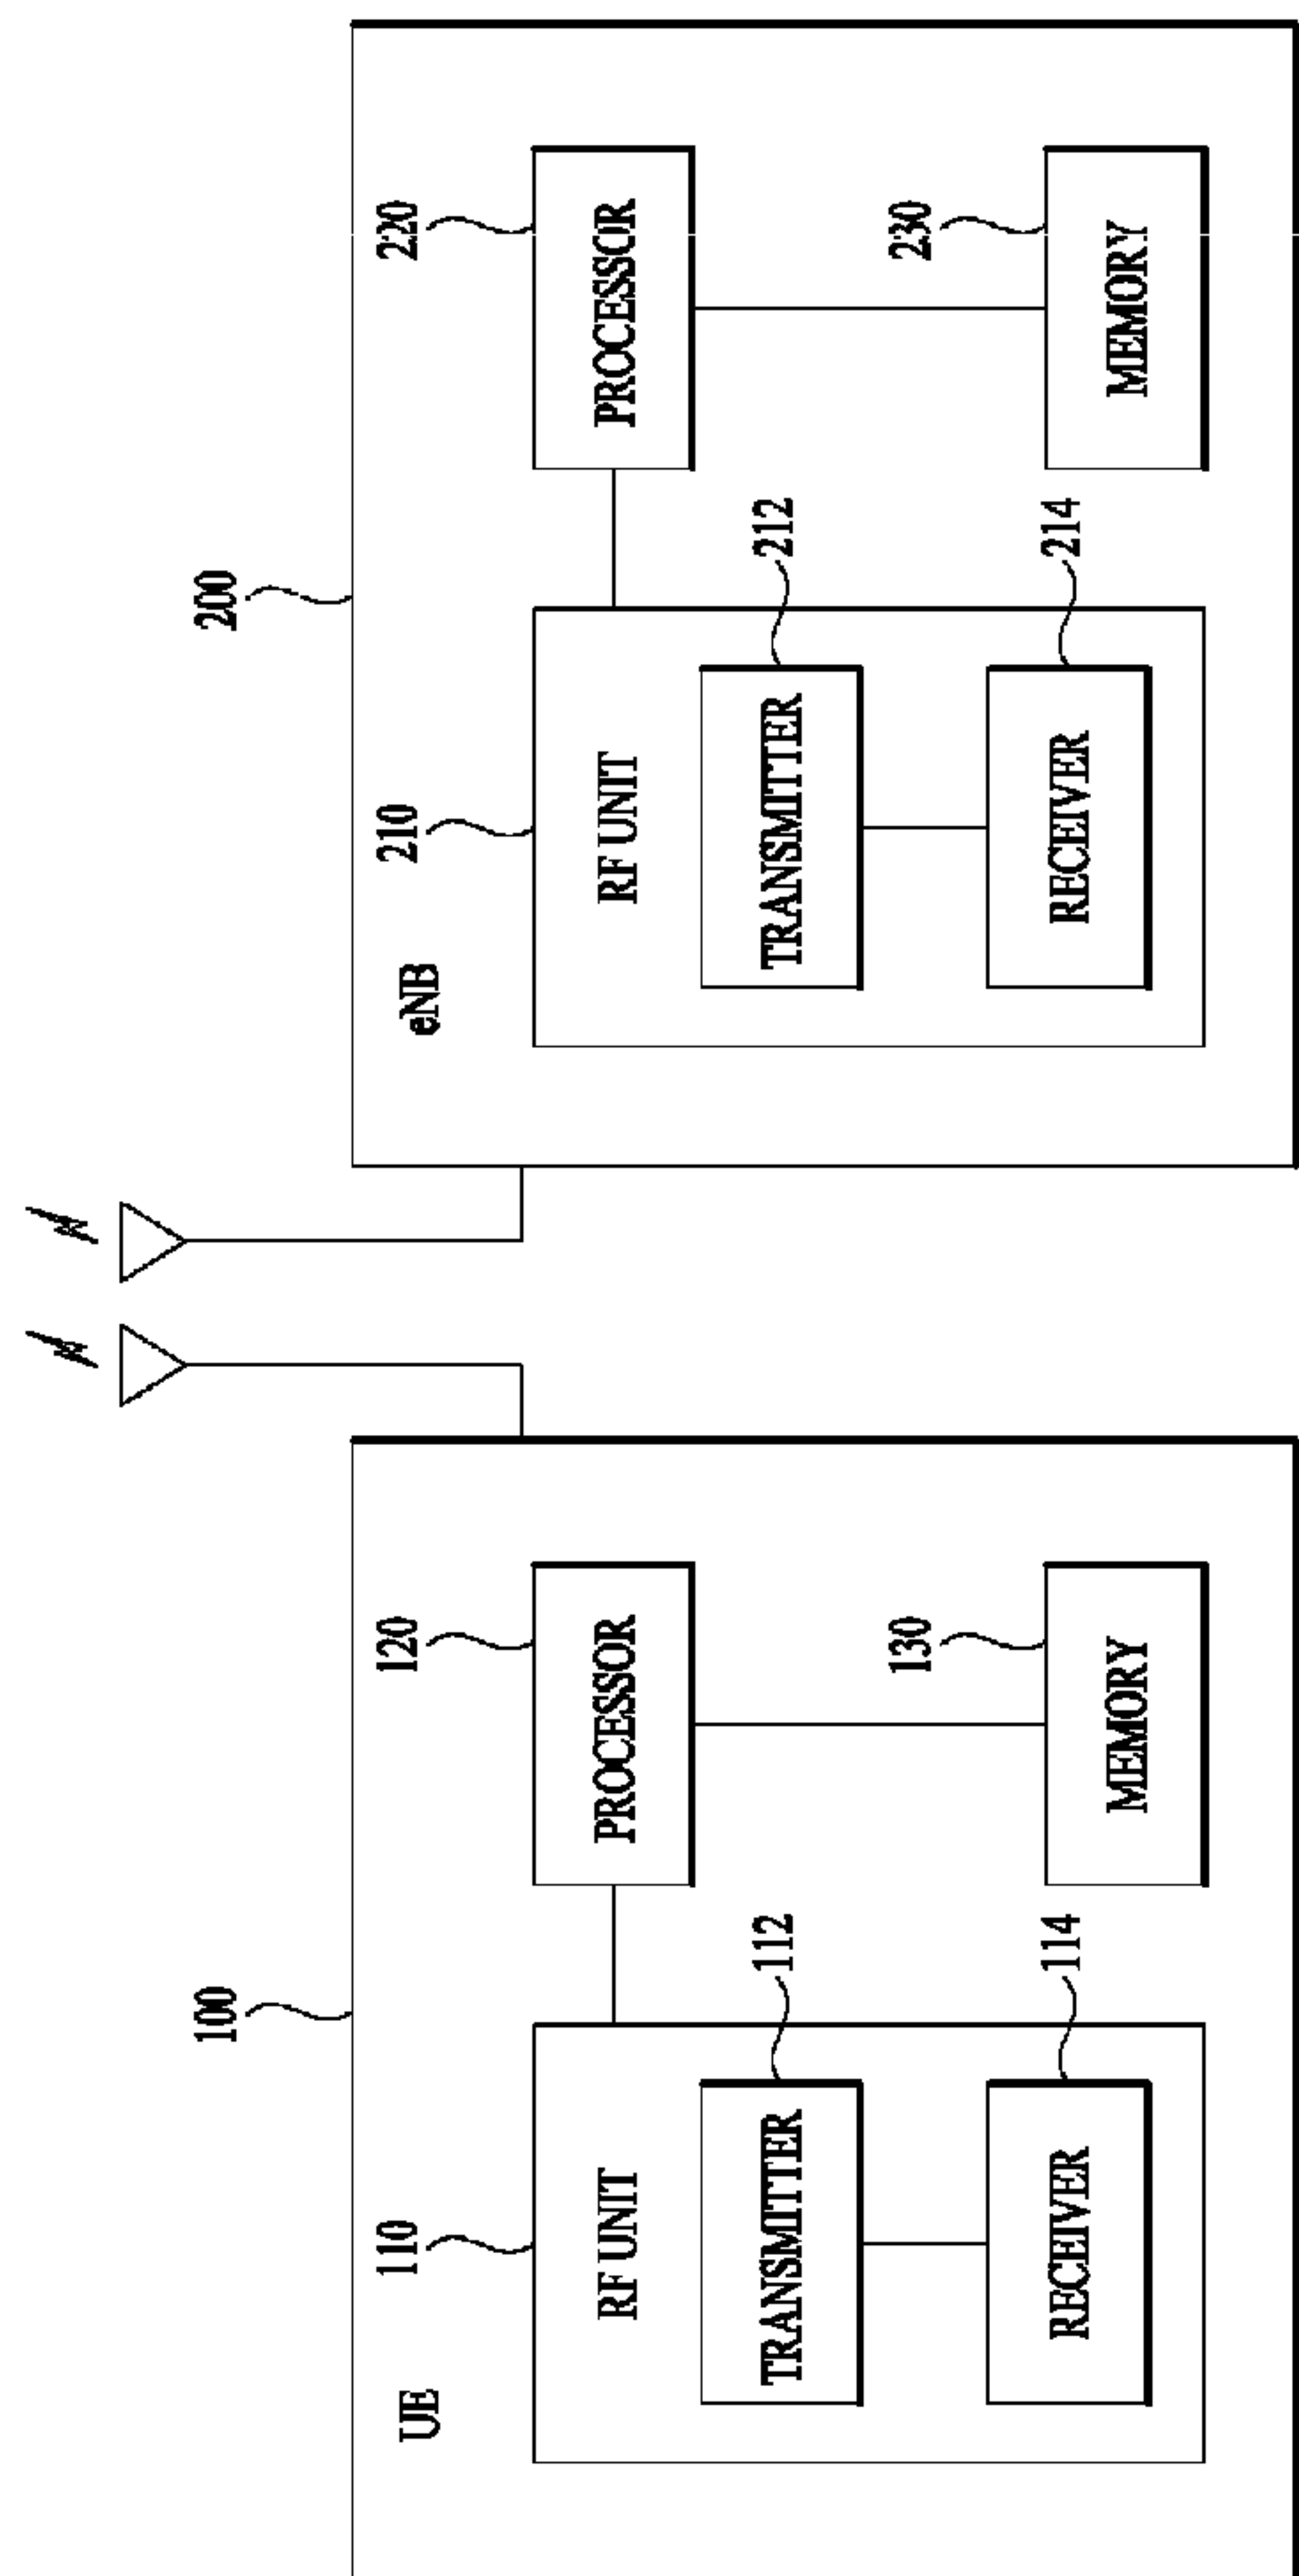 100
UE
110
RF UNIT
120
PROCESSOR
TRANSMITTER
112
RECEIVER
114
130
MEMORY
200
eNB
210
RF UNIT
220
PROCESSOR
TRANSMITTER
212
RECEIVER
214
230
MEMORY